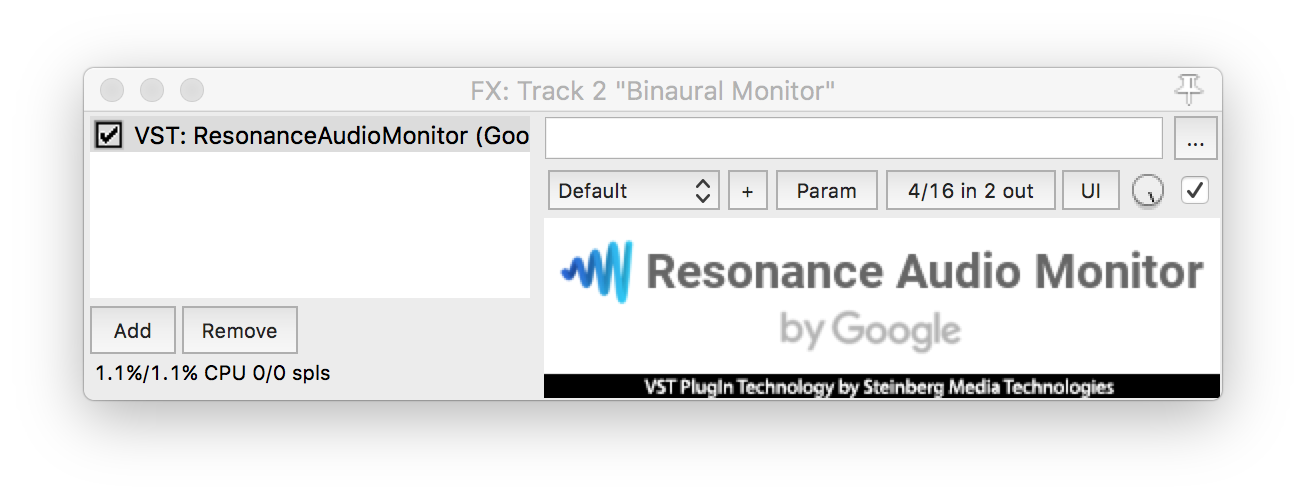 FX: Track 2 "Binaural Monitor"
VST: ResonanceAudioMonitor (Goo
...
Default + Param 4/16 in 2 out UI
Resonance Audio Monitor
by Google
Add Remove
1.1%/1.1% CPU 0/0 spls
VST PlugIn Technology by Steinberg Media Technologies